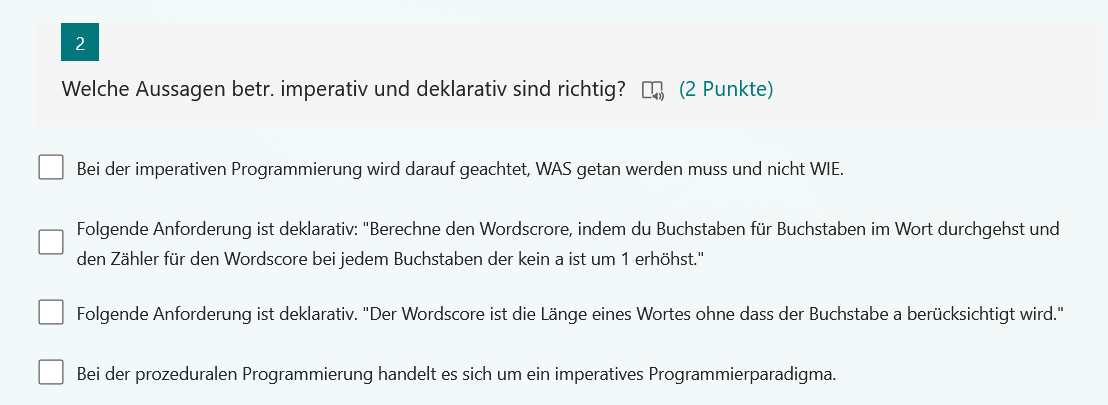 2
Welche Aussagen betr. imperativ und deklarativ sind richtig? (2 Punkte)
Bei der imperativen Programmierung wird darauf geachtet, WAS getan werden muss und nicht WIE.
Folgende Anforderung ist deklarativ: "Berechne den Wordscrore, indem du Buchstaben für Buchstaben im Wort durchgehst und
den Zähler für den Wordscore bei jedem Buchstaben der kein a ist um 1 erhöhst."
Folgende Anforderung ist deklarativ. "Der Wordscore ist die Länge eines Wortes ohne dass der Buchstabe a berücksichtigt wird."
Bei der prozeduralen Programmierung handelt es sich um ein imperatives Programmierparadigma.